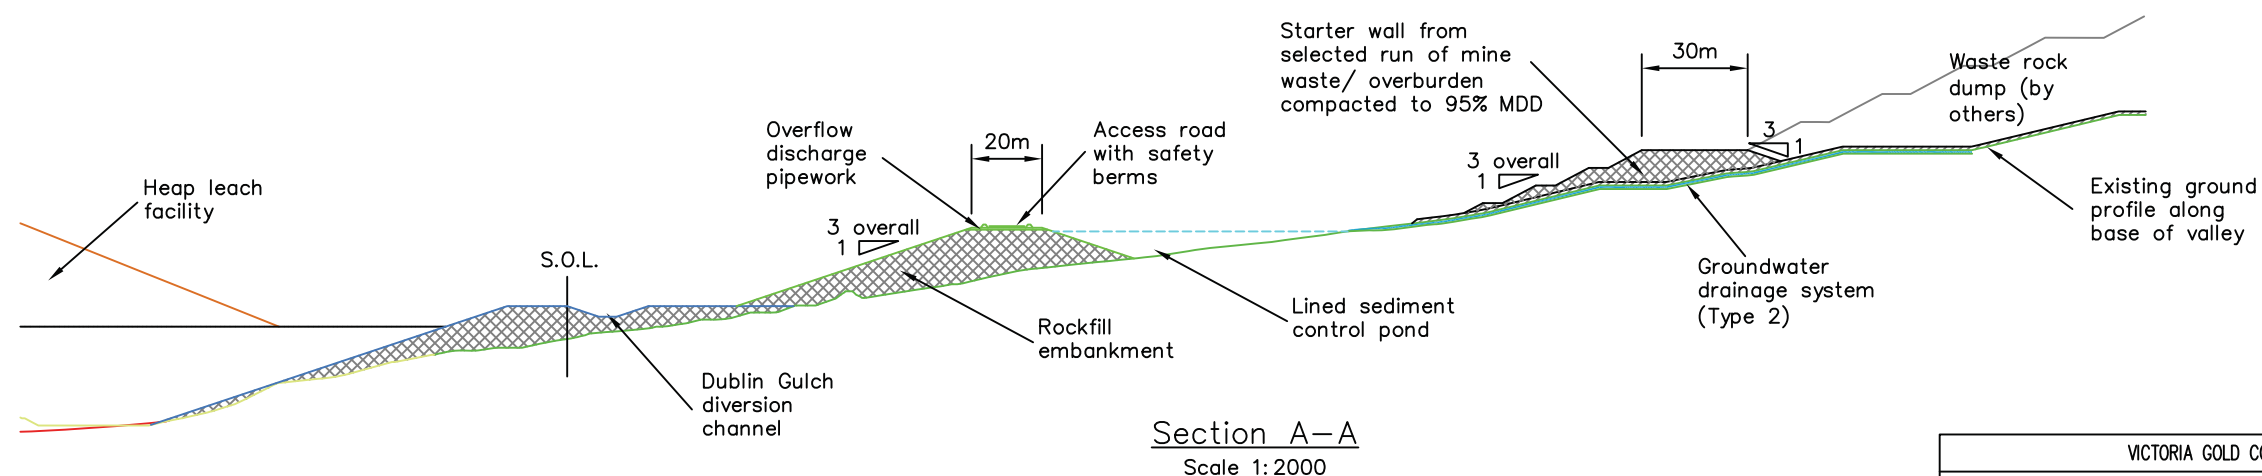 Starter wall from
selected run of mine
waste/ overburden
compacted to 95% MDD
30m
Waste rock
dump (by
others)
3
1
Overflow
discharge
pipework
20m
Access road
with safety
berms
3 overall
1
Heap leach
facility
Existing ground
profile along
base of valley
3 overall
1
S.O.L.
Groundwater
drainage system
(Type 2)
Lined sediment
control pond
Rockfill
embankment
Dublin Gulch
diversion
channel
Section A-A
Scale 1:2000
VICTORIA GOLD